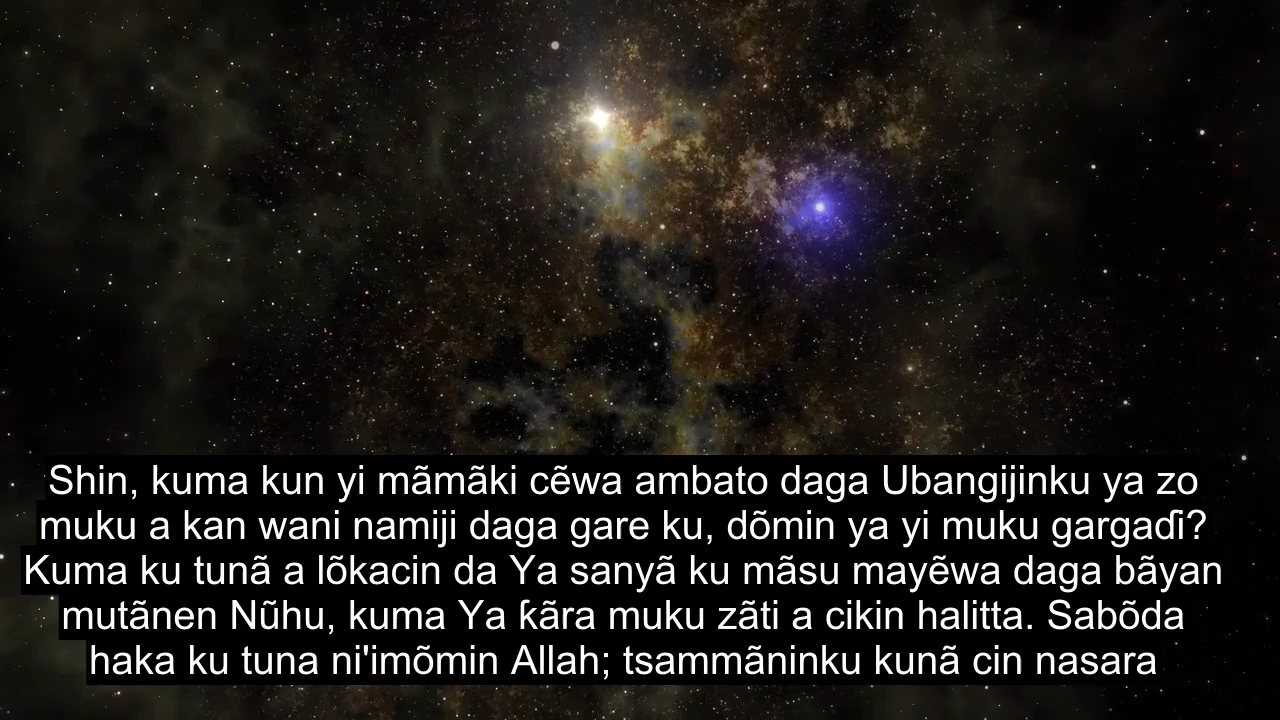 Shin, kuma kun yi mãmãki cẽwa ambato daga Ubangijinku ya zo
muku a kan wani namiji daga gare ku, dõmin ya yi muku gargaɗi?
Kuma ku tunã a lõkacin da Ya sanyã ku mãsu mayẽwa daga bãyan
mutãnen Nũhu, kuma Ya ƙãra muku zãti a cikin halitta. Sabõda
haka ku tuna ni'imõmin Allah; tsammãninku kunã cin nasara